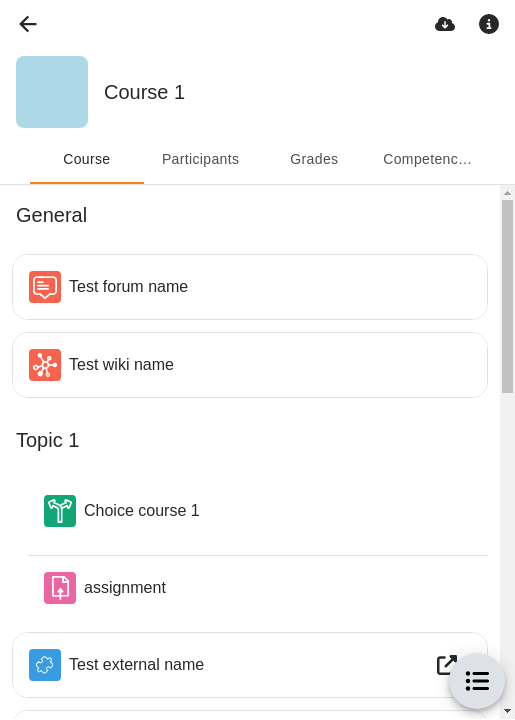 Course 1
Course
Participants
Grades
Competenc…
General
Test forum name
Test wiki name
Topic 1
Choice course 1
assignment
Test external name